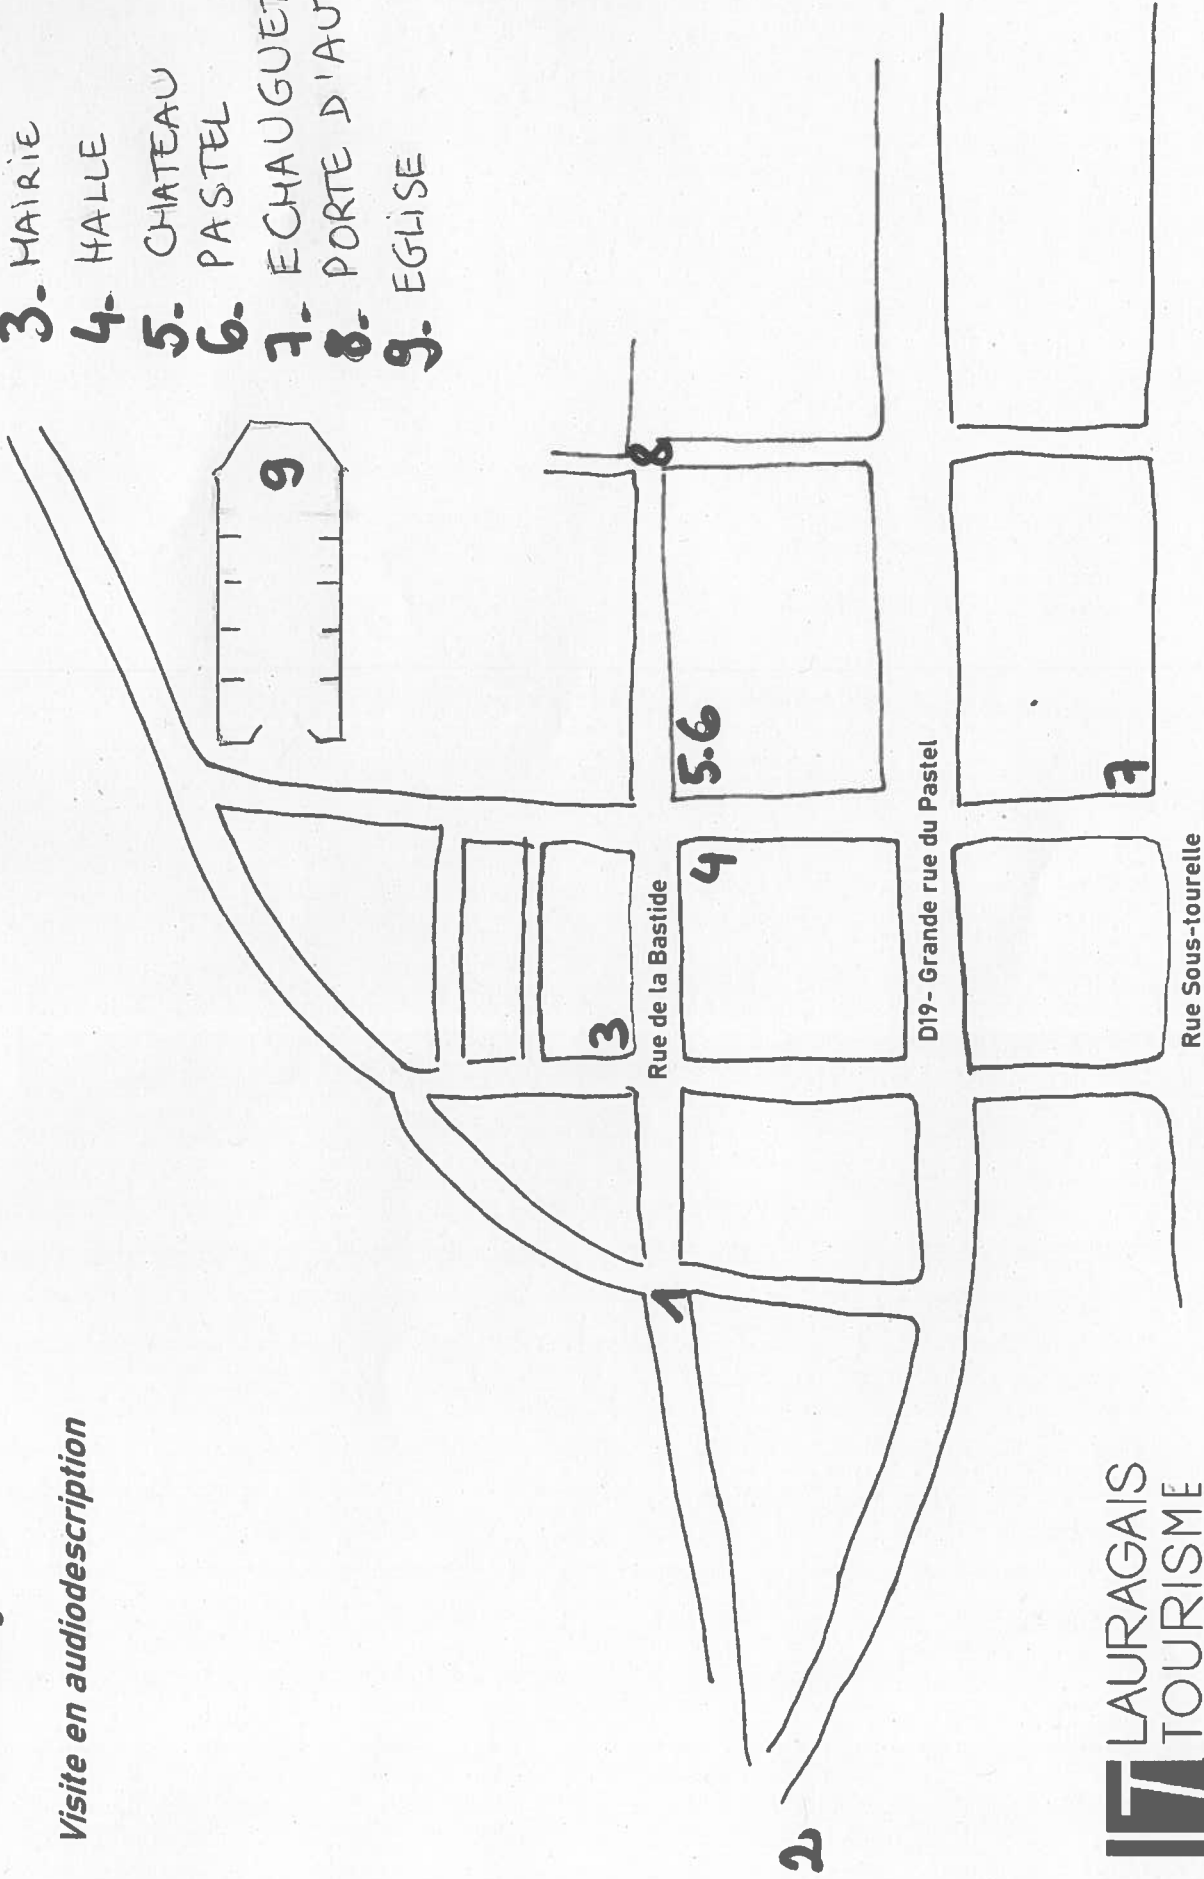 Visite en audiodescription
3- MAIRIE
4- HALLE
5- CHATEAU
6- PASTEL
7- ECHAUGUET
8- PORTE D'AU
9- EGLISE
9
8
5.6
7
4
3
1
2
Rue de la Bastide
D19- Grande rue du Pastel
Rue Sous-tourelle
LAURAGAIS
TOURISME